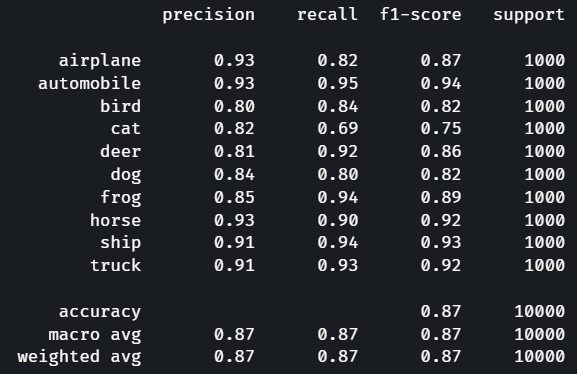 precision recall f1-score support
airplane 0.93 0.82 0.87 1000
automobile 0.93 0.95 0.94 1000
bird 0.80 0.84 0.82 1000
cat 0.82 0.69 0.75 1000
deer 0.81 0.92 0.86 1000
dog 0.84 0.80 0.82 1000
frog 0.85 0.94 0.89 1000
horse 0.93 0.90 0.92 1000
ship 0.91 0.94 0.93 1000
truck 0.91 0.93 0.92 1000
accuracy 0.87 10000
macro avg 0.87 0.87 0.87 10000
weighted avg 0.87 0.87 0.87 10000